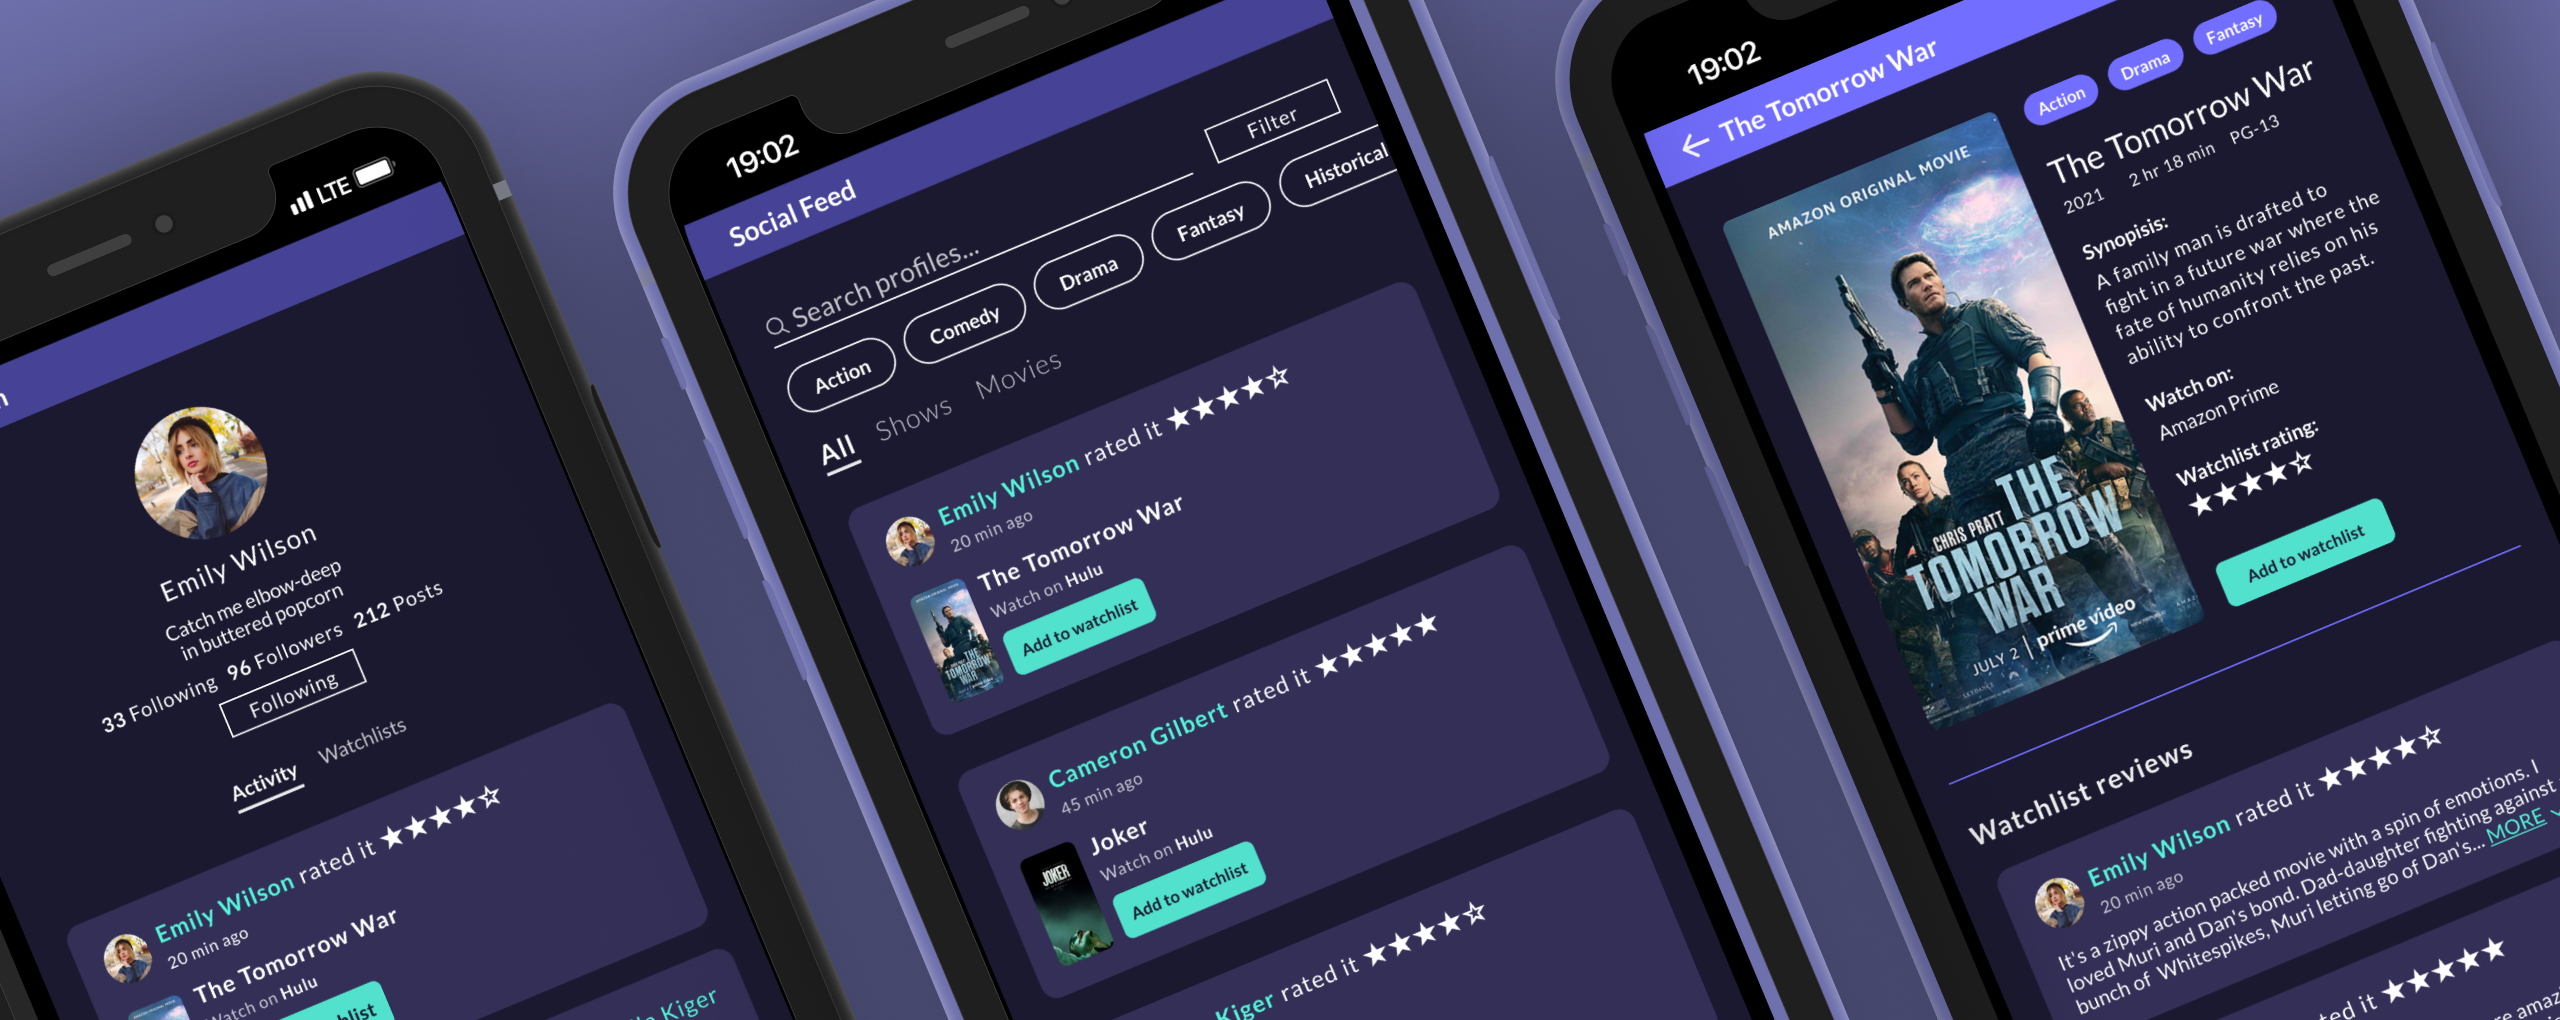 LTE
Emily Wilson
Catch me elbow-deep
in buttered popcorn
33 Following 96 Followers 212 Posts
Following
Activity Watchlists
Emily Wilson rated it
20 min ago
The Tomorrow War
Watch on Hulu
Kiger
19:02
Social Feed
Search profiles...
Filter
Action Comedy Drama Fantasy Historical
All Shows Movies
Emily Wilson rated it
20 min ago
The Tomorrow War
Watch on Hulu
Add to watchlist
THE
TOMORROW
WAR
Cameron Gilbert rated it
45 min ago
Joker
Watch on Hulu
Add to watchlist
JOKER
Kiger rated it
19:02
The Tomorrow War
Action Drama Fantasy
The Tomorrow War
2021 2 hr 18 min PG-13
Synopisis:
A family man is drafted to
fight in a future war where the
fate of humanity relies on his
ability to confront the past.
Watch on:
Amazon Prime
Watchlist rating:
Add to watchlist
AMAZON ORIGINAL MOVIE
CHRIS PRATT
THE
TOMORROW
WAR
JULY 2 | prime video
SKYDANCE
Watchlist reviews
Emily Wilson rated it
20 min ago
It's a zippy action packed movie with a spin of emotions. I
loved Muri and Dan's bond. Dad-daughter fighting against
bunch of Whitespikes, Muri letting go of Dan's... MORE
rated it